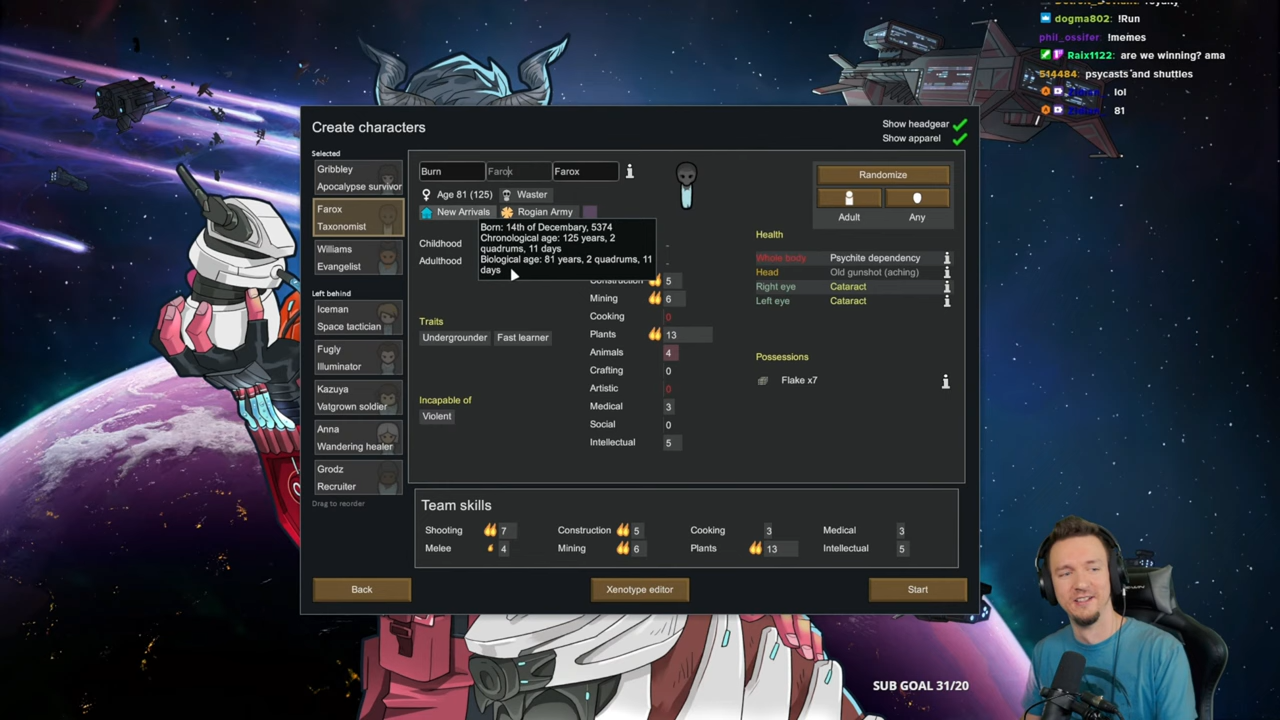 dogma802: !Run
phil_ossifer: !memes
Raix1122: are we winning? ama
514484: psycasts and shuttles
lol
81
Create characters
Show headgear
Show apparel
Selected
Gribbley
Apocalypse survivor
Farox
Taxonomist
Williams
Evangelist
Left behind
Iceman
Space tactician
Fugly
Illuminator
Kazuya
Vatgrown soldier
Anna
Wandering healer
Grodz
Recruiter
Drag to reorder
Burn Farox Farox
Age 81 (125) Waster
New Arrivals Rogian Army
Born: 14th of Decembary, 5374
Chronological age: 125 years, 2
quadrums, 11 days
Biological age: 81 years, 2 quadrums, 11
days
Childhood
Adulthood
Traits
Undergrounder Fast learner
Incapable of
Violent
-
-
Construction 5
Mining 6
Cooking 0
Plants 13
Animals 4
Crafting 0
Artistic 0
Medical 3
Social 0
Intellectual 5
Randomize
Adult Any
Health
Whole body Psychite dependency
Head Old gunshot (aching)
Right eye Cataract
Left eye Cataract
Possessions
Flake x7
Team skills
Shooting 7 Construction 5 Cooking 3 Medical 3
Melee 4 Mining 6 Plants 13 Intellectual 5
Back Xenotype editor Start
SUB GOAL 31/20